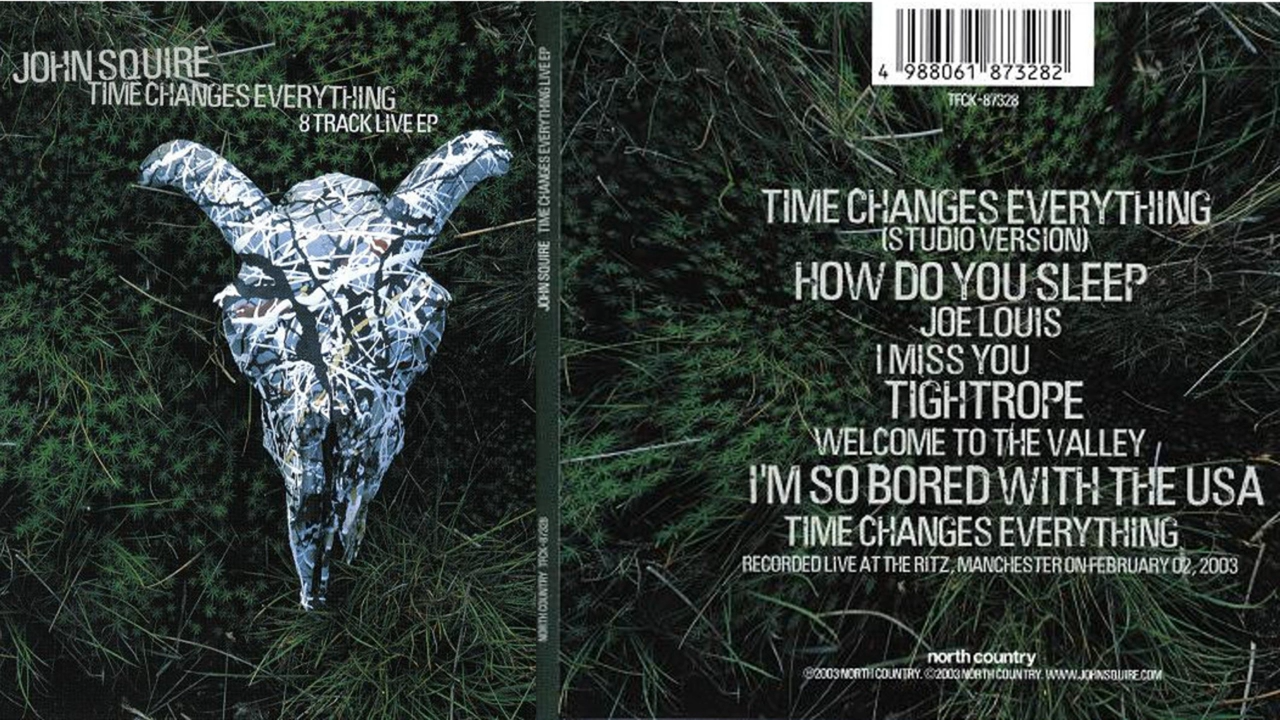 JOHN SQUIRE
TIME CHANGES EVERYTHING
8 TRACK LIVE EP
JOHN SQUIRE TIME CHANGES EVERYTHING LIVE EP
NORTH COUNTRY TFCK-87328
4 988061 873282
TFCK-87328
TIME CHANGES EVERYTHING
(STUDIO VERSION)
HOW DO YOU SLEEP
JOE LOUIS
I MISS YOU
TIGHTROPE
WELCOME TO THE VALLEY
I'M SO BORED WITH THE USA
TIME CHANGES EVERYTHING
RECORDED LIVE AT THE RITZ, MANCHESTER ON FEBRUARY 02, 2003
north country
℗2003 NORTH COUNTRY. ©2003 NORTH COUNTRY. WWW.JOHNSQUIRE.COM